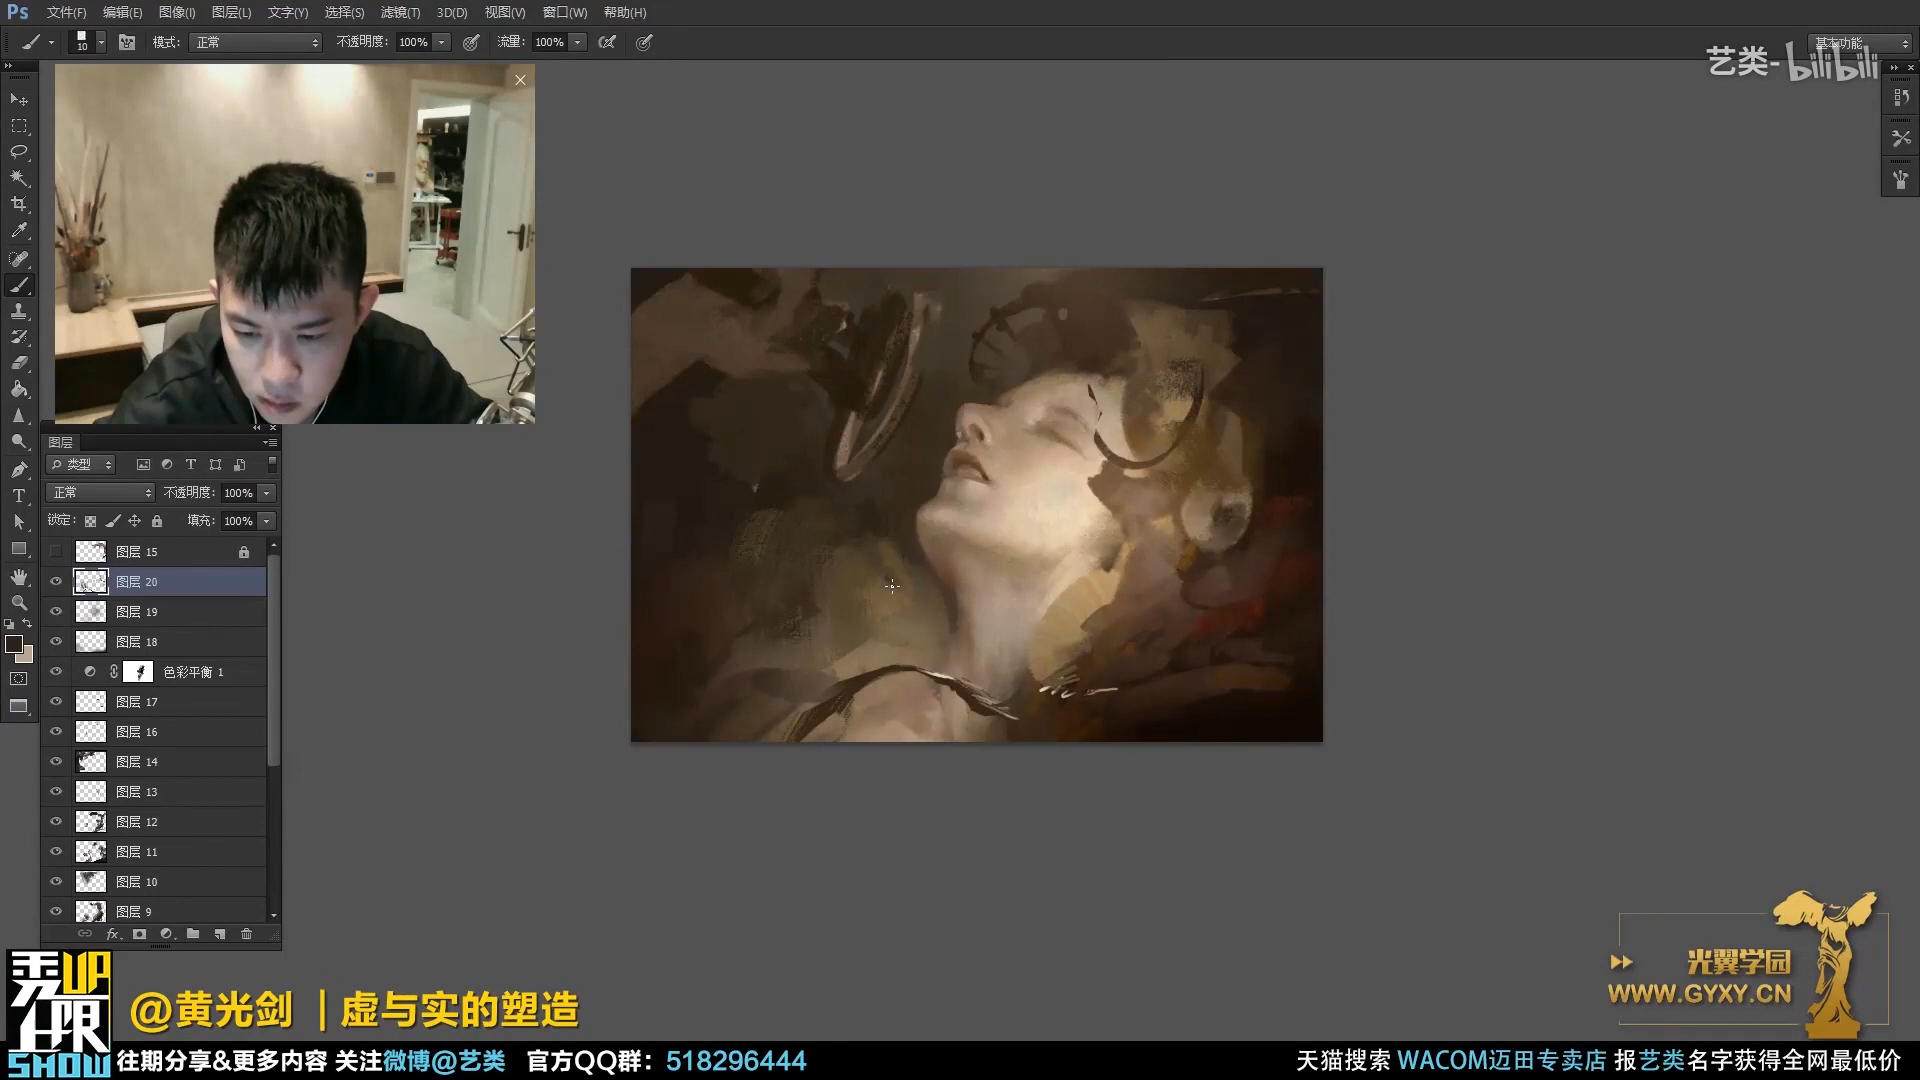 Ps 文件(F) 编辑(E) 图像(I) 图层(L) 文字(Y) 选择(S) 滤镜(T) 3D(D) 视图(V) 窗口(W) 帮助(H)
10 模式: 正常 不透明度: 100% 流量: 100% 基本功能
艺类- bilibili
图层
类型
正常 不透明度: 100%
锁定: 填充: 100%
图层 15
图层 20
图层 19
图层 18
色彩平衡 1
图层 17
图层 16
图层 14
图层 13
图层 12
图层 11
图层 10
图层 9
光翼学园
WWW.GYXY.CN
UP
SHOW
@黄光剑 | 虚与实的塑造
往期分享&更多内容 关注微博@艺类 官方QQ群: 518296444
天猫搜索 WACOM迈田专卖店 报艺类名字获得全网最低价